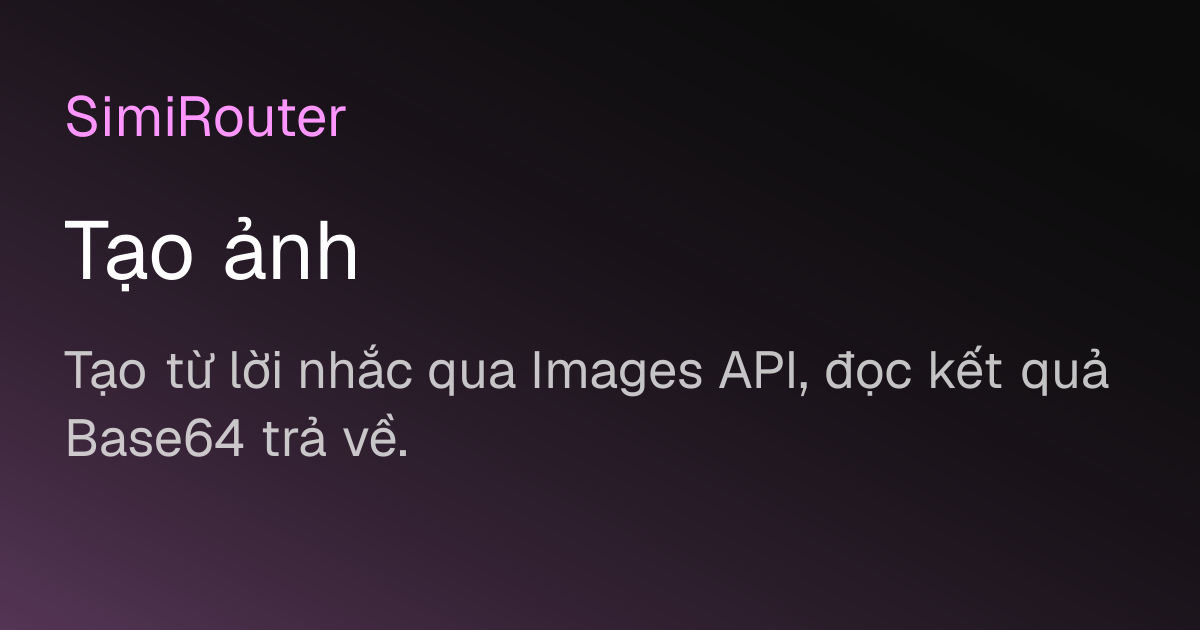 SimiRouter
Tạo ảnh
Tạo từ lời nhắc qua Images API, đọc kết quả
Base64 trả về.